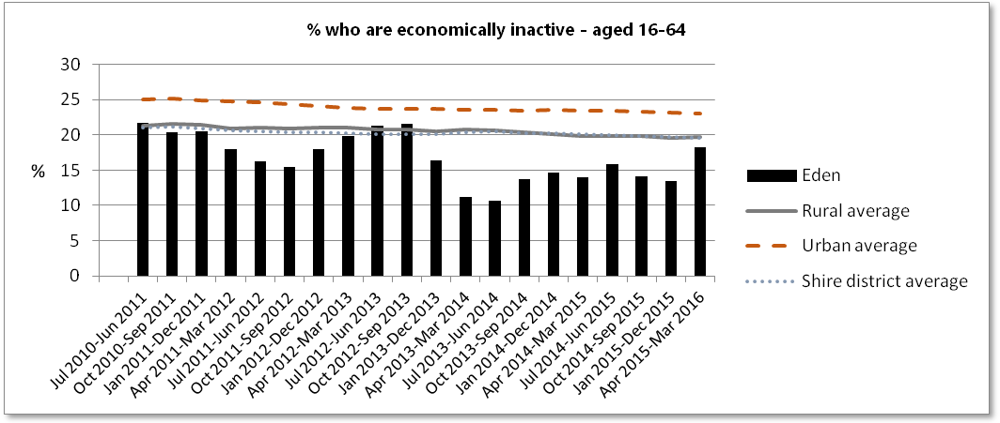 % who are economically inactive - aged 16-64
30
25
20
15
10
5
0
%
Jul 2010-Jun 2011
Oct 2010-Sep 2011
Jan 2011-Dec 2011
Apr 2011-Mar 2012
Jul 2011-Jun 2012
Oct 2011-Sep 2012
Jan 2012-Dec 2012
Apr 2012-Mar 2013
Jul 2012-Jun 2013
Oct 2012-Sep 2013
Jan 2013-Dec 2013
Apr 2013-Mar 2014
Jul 2013-Jun 2014
Oct 2013-Sep 2014
Jan 2014-Dec 2014
Apr 2014-Mar 2015
Jul 2014-Jun 2015
Oct 2014-Sep 2015
Jan 2015-Dec 2015
Apr 2015-Mar 2016
Eden
Rural average
Urban average
Shire district average